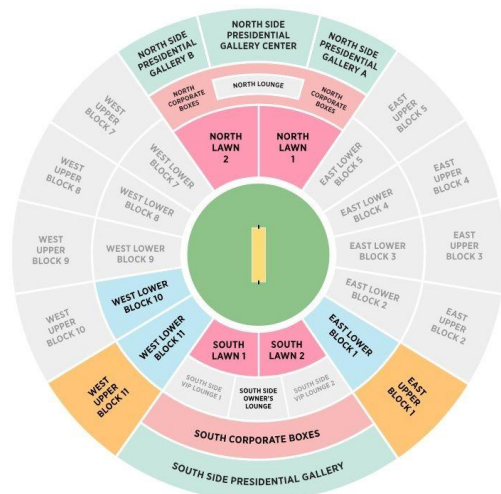 NORTH SIDE
PRESIDENTIAL
GALLERY B
NORTH SIDE
PRESIDENTIAL
GALLERY CENTER
NORTH SIDE
PRESIDENTIAL
GALLERY A
NORTH
CORPORATE
BOXES
NORTH LOUNGE
NORTH
CORPORATE
BOXES
WEST
UPPER
BLOCK 7
WEST LOWER
BLOCK 7
NORTH
LAWN
2
NORTH
LAWN
1
EAST LOWER
BLOCK 5
EAST
UPPER
BLOCK 5
WEST
UPPER
BLOCK 8
WEST LOWER
BLOCK 8
EAST LOWER
BLOCK 4
EAST
UPPER
BLOCK 4
WEST
UPPER
BLOCK 9
WEST LOWER
BLOCK 9
EAST LOWER
BLOCK 3
EAST
UPPER
BLOCK 3
WEST
UPPER
BLOCK 10
WEST LOWER
BLOCK 10
EAST LOWER
BLOCK 2
EAST
UPPER
BLOCK 2
WEST
UPPER
BLOCK 11
WEST LOWER
BLOCK 11
SOUTH
LAWN 1
SOUTH
LAWN 2
EAST LOWER
BLOCK 1
EAST
UPPER
BLOCK 1
SOUTH SIDE
VIP LOUNGE 1
SOUTH SIDE
OWNER'S
LOUNGE
SOUTH SIDE
VIP LOUNGE 2
SOUTH CORPORATE BOXES
SOUTH SIDE PRESIDENTIAL GALLERY